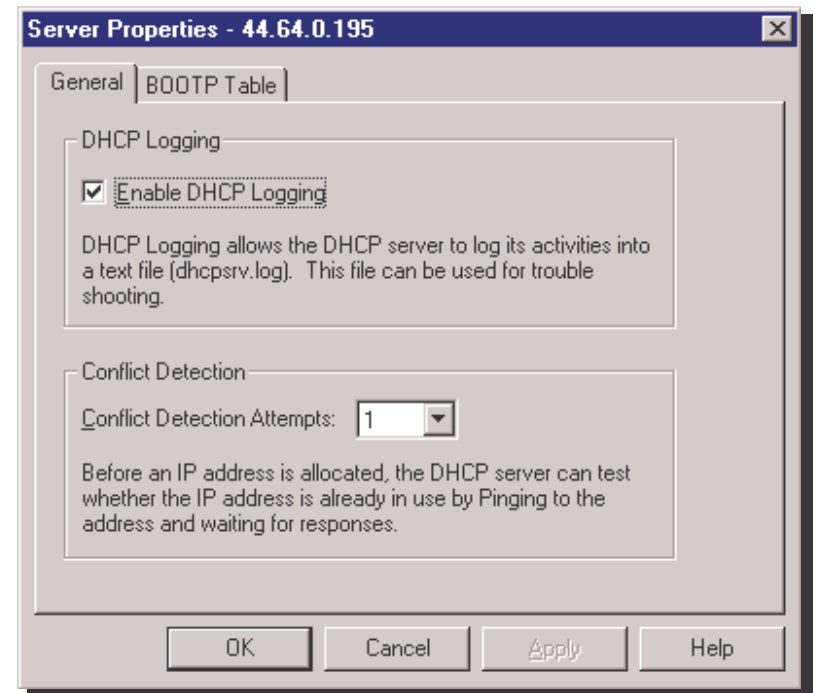 Server Properties - 44.64.0.195
General
BOOTP Table
DHCP Logging
Enable DHCP Logging
DHCP Logging allows the DHCP server to log its activities into
a text file (dhcpsrv.log).  This file can be used for trouble
shooting.
Conflict Detection
Conflict Detection Attempts: 1
Before an IP address is allocated, the DHCP server can test
whether the IP address is already in use by Pinging to the
address and waiting for responses.
OK Cancel Apply Help